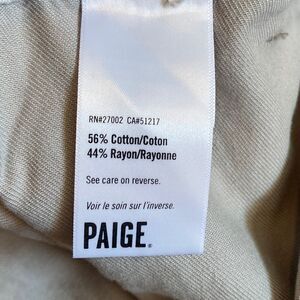 RN#27002 CA#51217
56% Cotton/Coton
44% Rayon/Rayonne
See care on reverse.
Voir le soin sur l'inverse.
PAIGE®